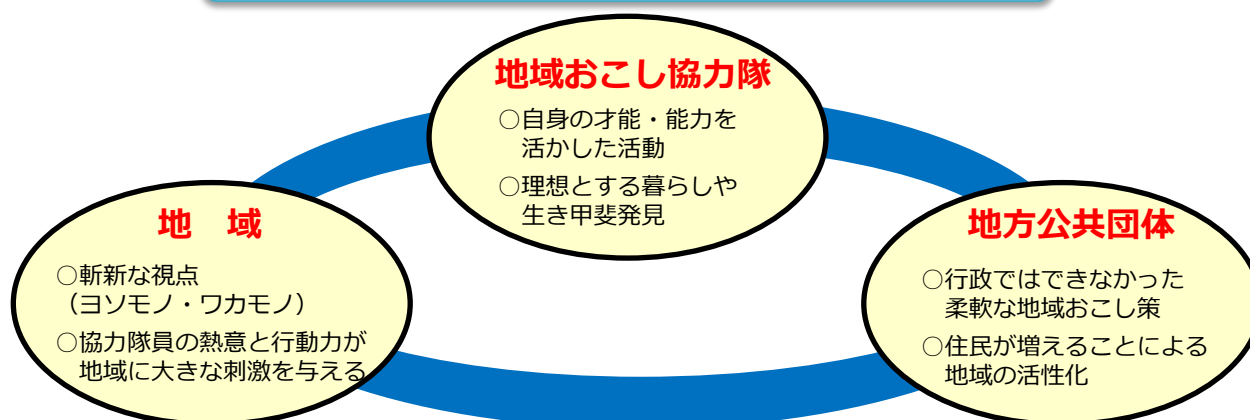 地域おこし協力隊
○自身の才能・能力を
活かした活動
○理想とする暮らしや
生き甲斐発見
地　域
○斬新な視点
（ヨソモノ・ワカモノ）
○協力隊員の熱意と行動力が
地域に大きな刺激を与える
地方公共団体
○行政ではできなかった
柔軟な地域おこし策
○住民が増えることによる
地域の活性化